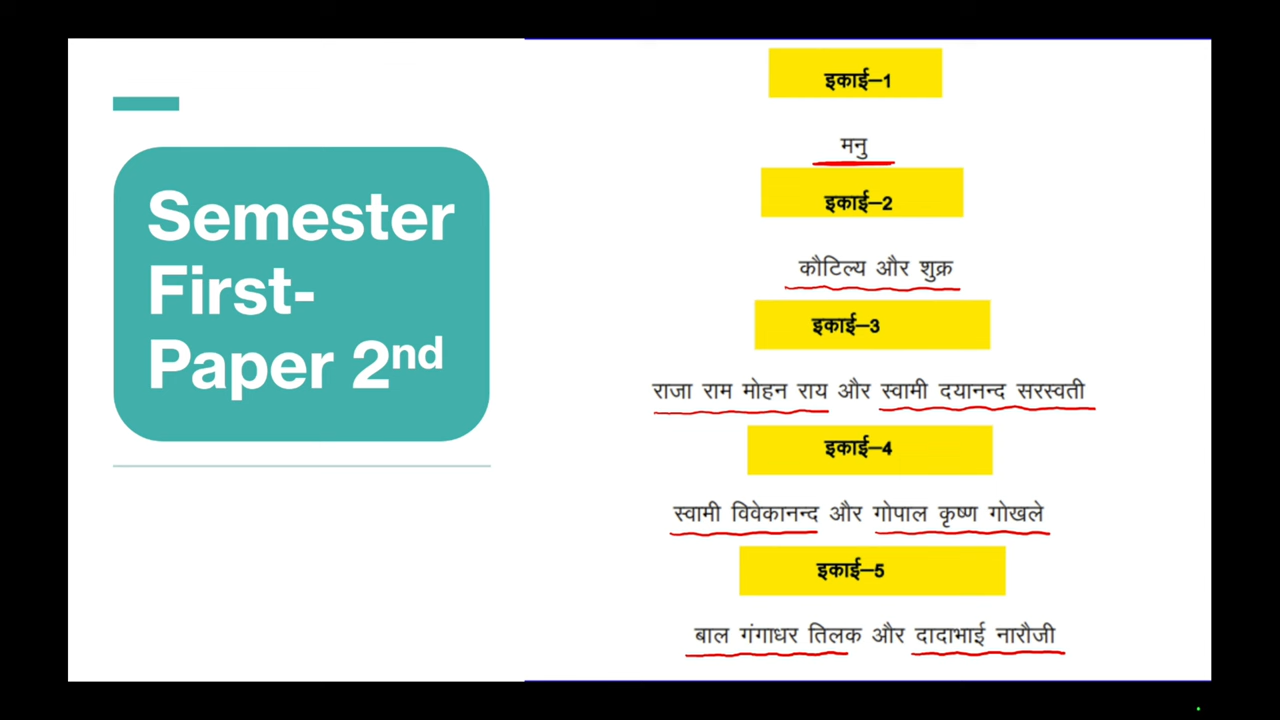 Semester
First-
Paper 2nd
इकाई–1
मनु
इकाई–2
कौटिल्य और शुक्र
इकाई–3
राजा राम मोहन राय और स्वामी दयानन्द सरस्वती
इकाई–4
स्वामी विवेकानन्द और गोपाल कृष्ण गोखले
इकाई–5
बाल गंगाधर तिलक और दादाभाई नारौजी